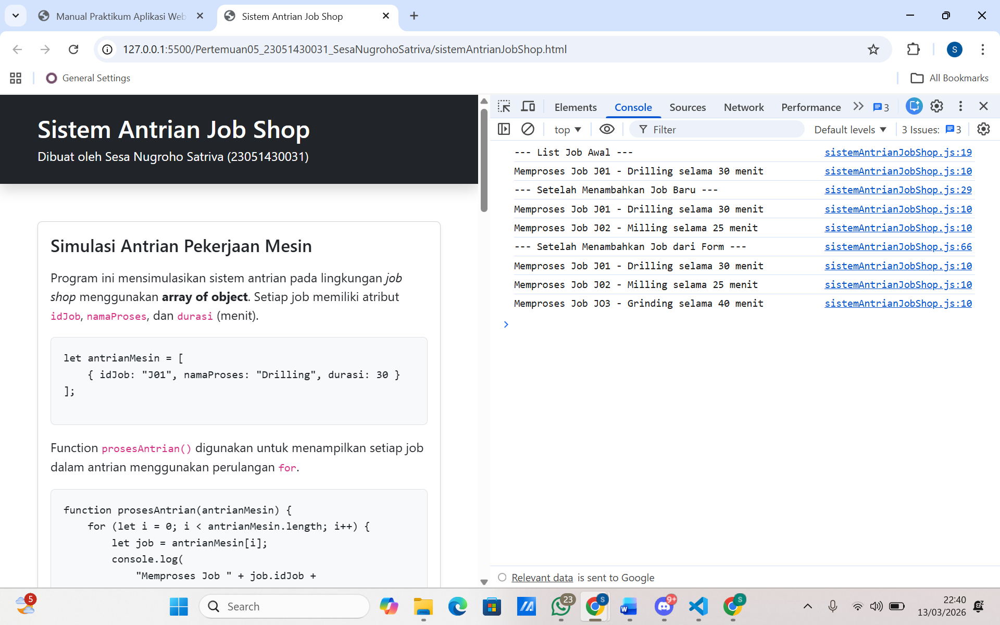 Manual Praktikum Aplikasi Web
Sistem Antrian Job Shop
127.0.0.1:5500/Pertemuan05_23051430031_SesaNugrohoSatriva/sistemAntrianJobShop.html
S
General Settings
All Bookmarks
Sistem Antrian Job Shop
Dibuat oleh Sesa Nugroho Satriva (23051430031)
Simulasi Antrian Pekerjaan Mesin
Program ini mensimulasikan sistem antrian pada lingkungan job
shop menggunakan array of object. Setiap job memiliki atribut
idJob, namaProses, dan durasi (menit).
let antrianMesin = [
{ idJob: "J01", namaProses: "Drilling", durasi: 30 }
];
Function prosesAntrian() digunakan untuk menampilkan setiap job
dalam antrian menggunakan perulangan for.
function prosesAntrian(antrianMesin) {
for (let i = 0; i < antrianMesin.length; i++) {
let job = antrianMesin[i];
console.log(
"Memproses Job " + job.idJob +
Elements Console Sources Network Performance 3
top Filter Default levels 3 Issues: 3
--- List Job Awal --- sistemAntrianJobShop.js:19
Memproses Job J01 - Drilling selama 30 menit sistemAntrianJobShop.js:10
--- Setelah Menambahkan Job Baru --- sistemAntrianJobShop.js:29
Memproses Job J01 - Drilling selama 30 menit sistemAntrianJobShop.js:10
Memproses Job J02 - Milling selama 25 menit sistemAntrianJobShop.js:10
--- Setelah Menambahkan Job dari Form --- sistemAntrianJobShop.js:66
Memproses Job J01 - Drilling selama 30 menit sistemAntrianJobShop.js:10
Memproses Job J02 - Milling selama 25 menit sistemAntrianJobShop.js:10
Memproses Job JO3 - Grinding selama 40 menit sistemAntrianJobShop.js:10
Relevant data is sent to Google
5
Search
23
S
W
9+
S
22:40
13/03/2026